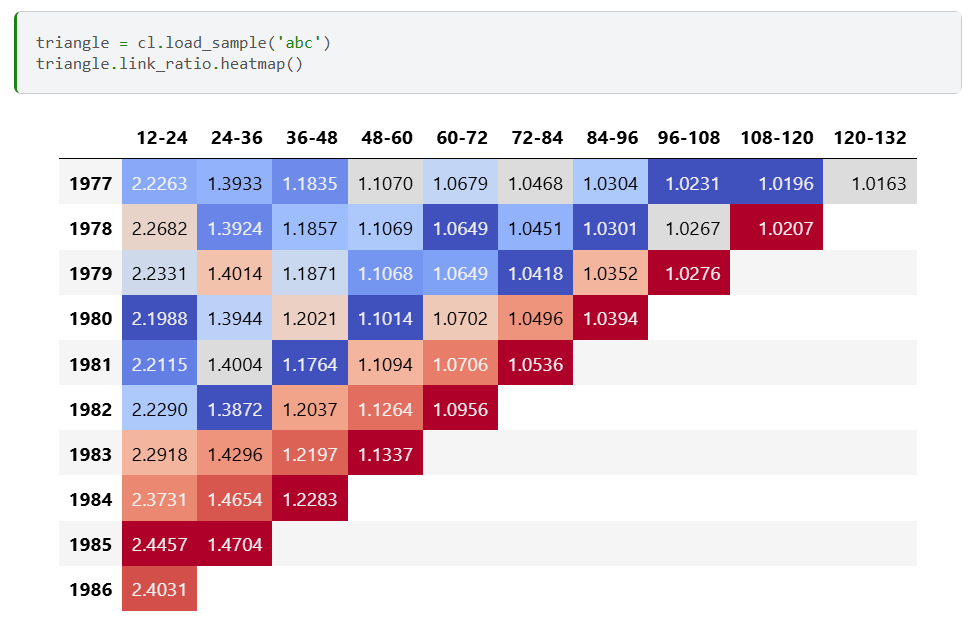 triangle = cl.load_sample('abc')
triangle.link_ratio.heatmap()
12-24 24-36 36-48 48-60 60-72 72-84 84-96 96-108 108-120 120-132
1977 2.2263 1.3933 1.1835 1.1070 1.0679 1.0468 1.0304 1.0231 1.0196 1.0163
1978 2.2682 1.3924 1.1857 1.1069 1.0649 1.0451 1.0301 1.0267 1.0207
1979 2.2331 1.4014 1.1871 1.1068 1.0649 1.0418 1.0352 1.0276
1980 2.1988 1.3944 1.2021 1.1014 1.0702 1.0496 1.0394
1981 2.2115 1.4004 1.1764 1.1094 1.0706 1.0536
1982 2.2290 1.3872 1.2037 1.1264 1.0956
1983 2.2918 1.4296 1.2197 1.1337
1984 2.3731 1.4654 1.2283
1985 2.4457 1.4704
1986 2.4031